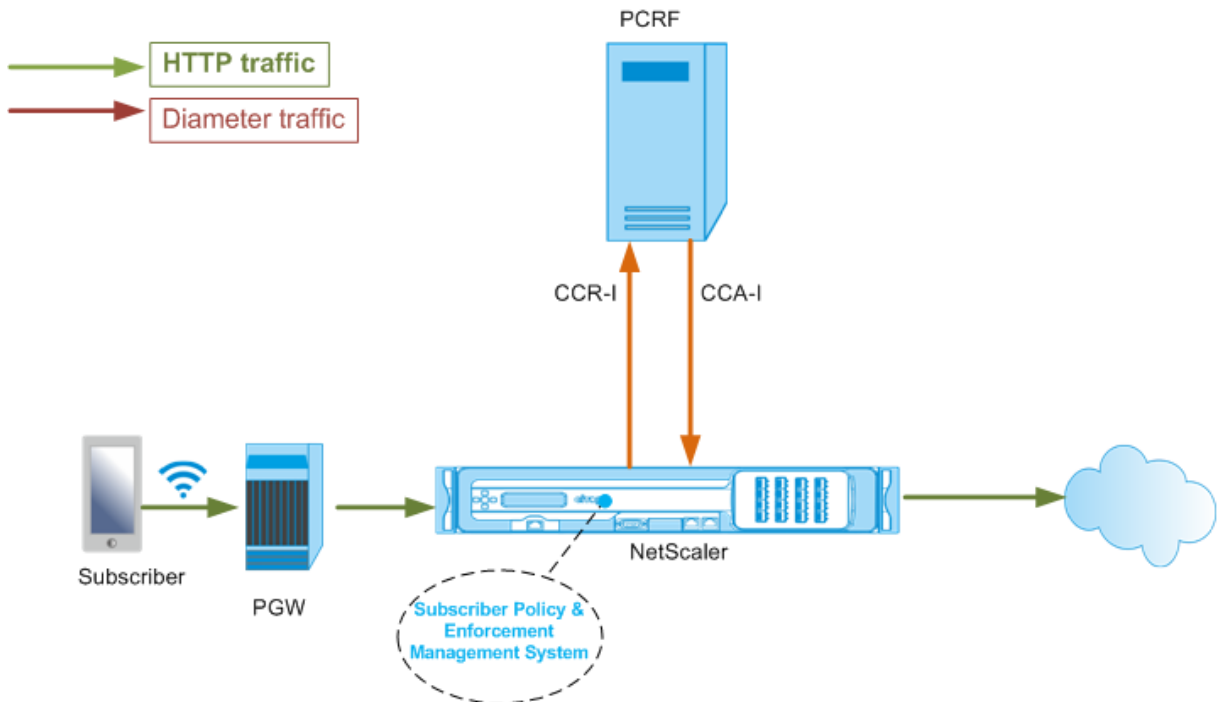 PCRF
HTTP traffic
Diameter traffic
CCR-I
CCA-I
NetScaler
Subscriber
PGW
Subscriber Policy &
Enforcement
Management System